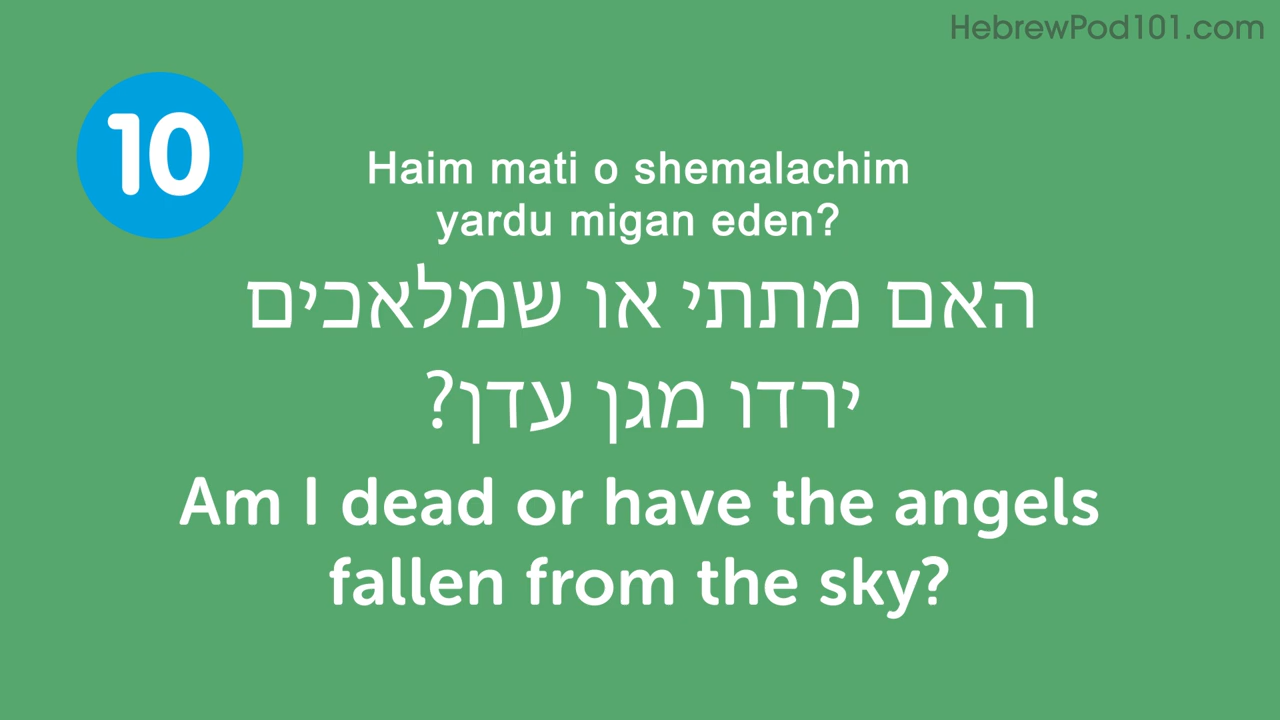 HebrewPod101.com
10
Haim mati o shemalachim
yardu migan eden?
האם מתתי או שמלאכים
ירדו מגן עדן?
Am I dead or have the angels
fallen from the sky?